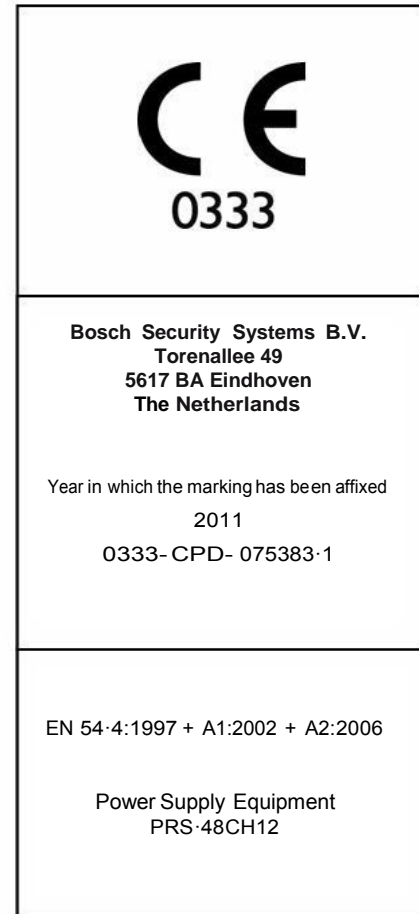 CE
0333
Bosch Security Systems B.V.
Torenallee 49
5617 BA Eindhoven
The Netherlands
Year in which the marking has been affixed
2011
0333-CPD-075383·1
EN 54·4:1997 + A1:2002 + A2:2006
Power Supply Equipment
PRS·48CH12